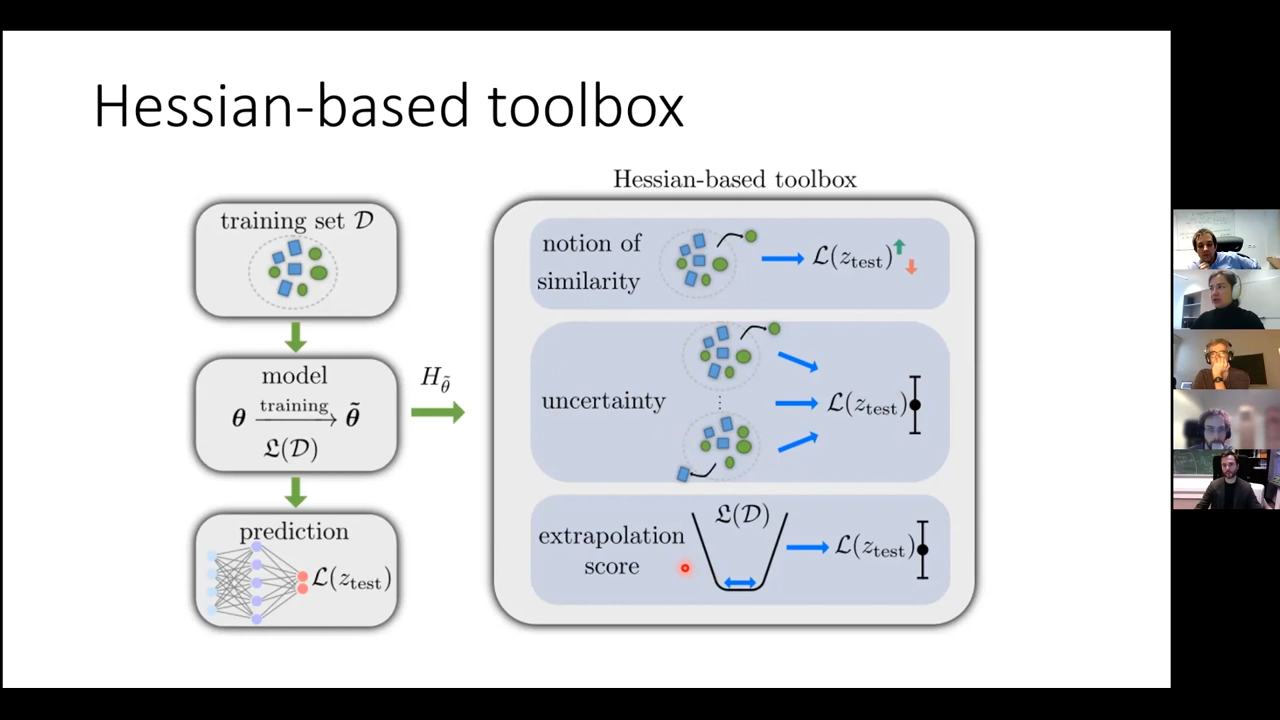 Hessian-based toolbox
Hessian-based toolbox
training set 𝒟
model
θ training θ̃
𝔏(𝒟)
prediction
ℒ(z_test)
H_θ̃
notion of
similarity
ℒ(z_test)
uncertainty
ℒ(z_test)
extrapolation
score
𝔏(𝒟)
ℒ(z_test)